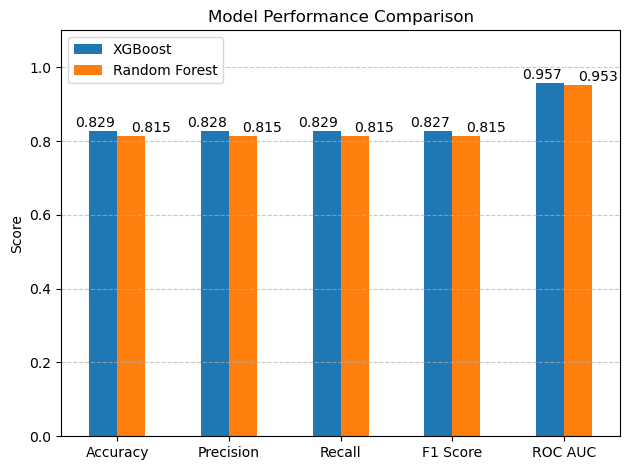 Model Performance Comparison
XGBoost
Random Forest
Score
1.0
0.8
0.6
0.4
0.2
0.0
0.829
0.815
0.828
0.815
0.829
0.815
0.827
0.815
0.957
0.953
Accuracy
Precision
Recall
F1 Score
ROC AUC